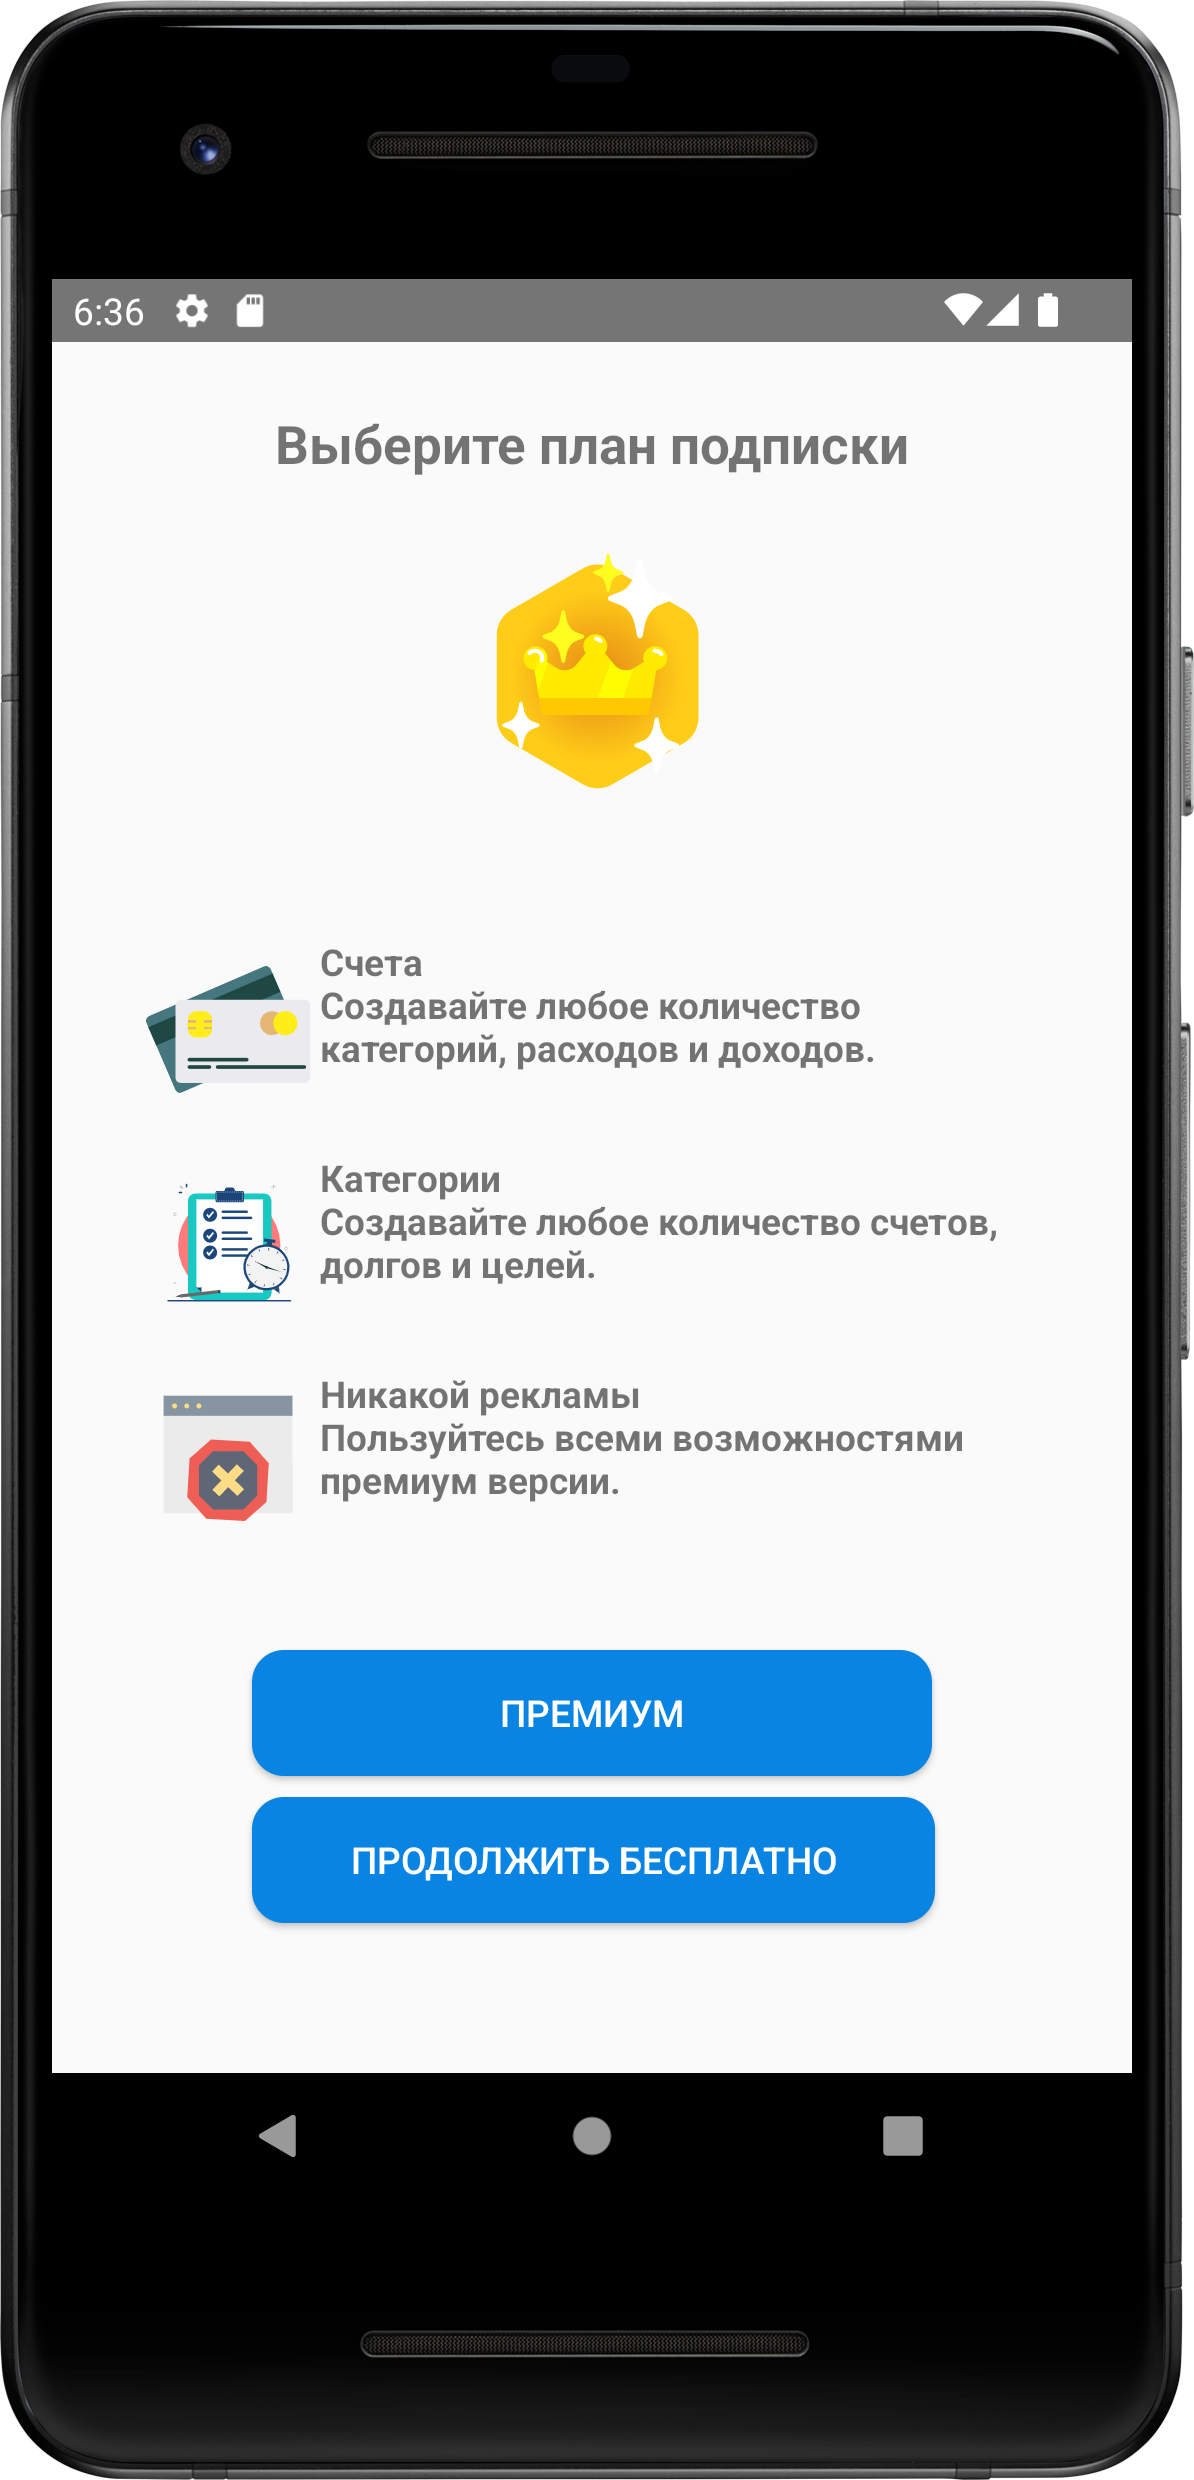 6:36
Выберите план подписки
Счета
Создавайте любое количество
категорий, расходов и доходов.
Категории
Создавайте любое количество счетов,
долгов и целей.
Никакой рекламы
Пользуйтесь всеми возможностями
премиум версии.
ПРЕМИУМ
ПРОДОЛЖИТЬ БЕСПЛАТНО